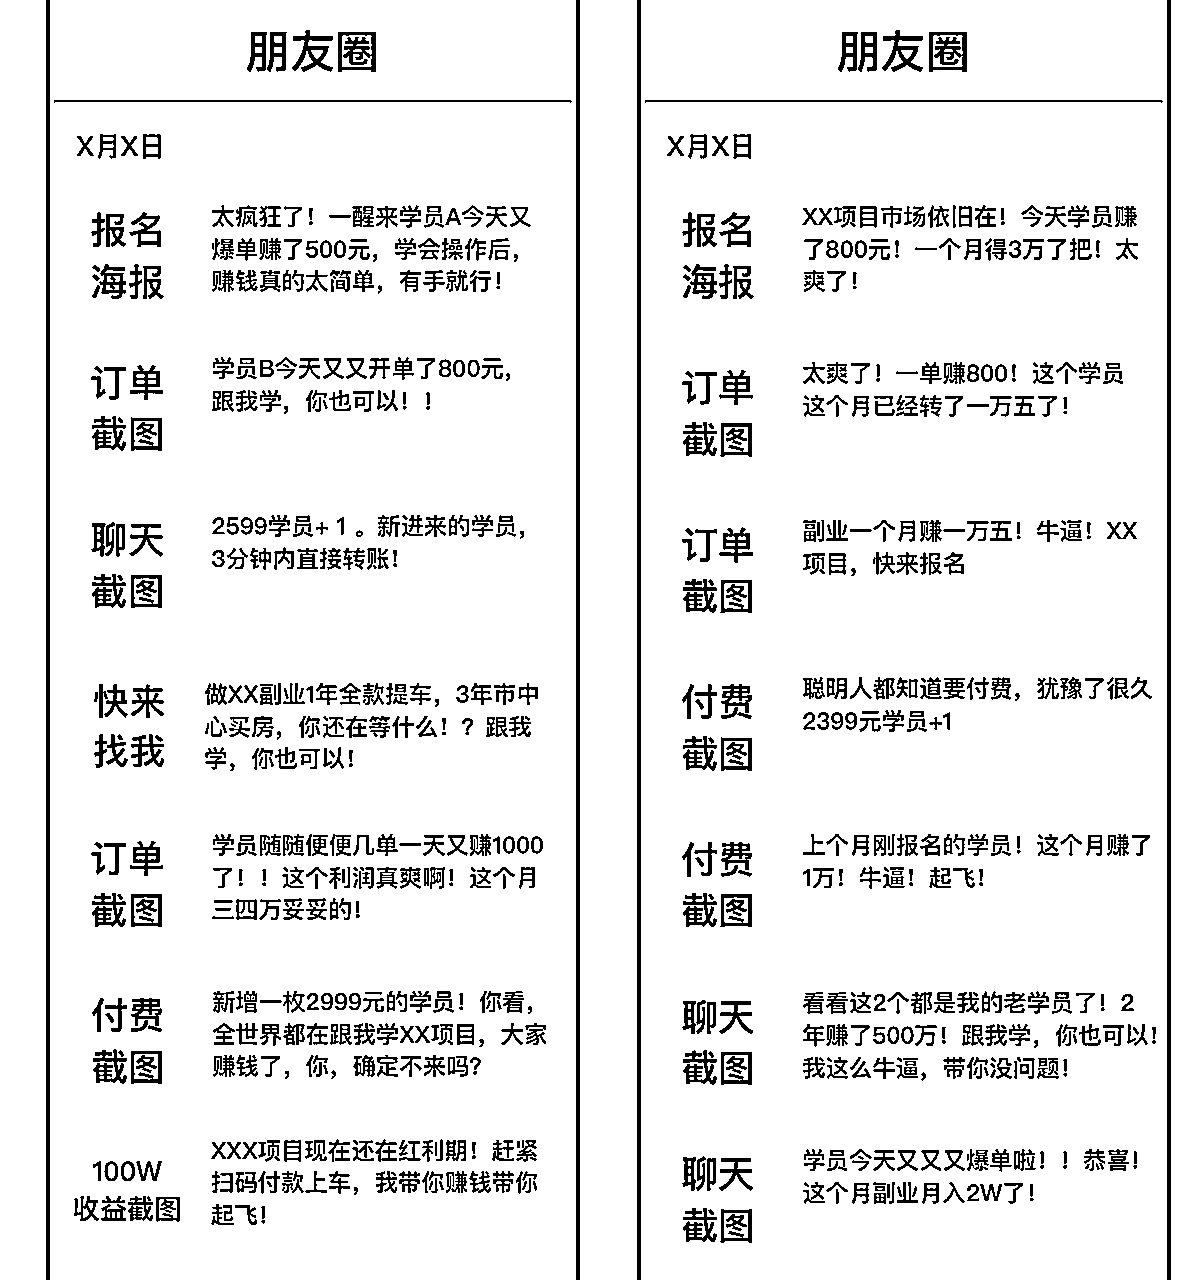 朋友圈
X月X日
报名
海报
太疯狂了！一醒来学员A今天又
爆单赚了500元，学会操作后，
赚钱真的太简单，有手就行！
订单
截图
学员B今天又又开单了800元，
跟我学，你也可以！！
聊天
截图
2599学员+１。新进来的学员，
3分钟内直接转账！
快来
找我
做XX副业1年全款提车，3年市中
心买房，你还在等什么！？跟我
学，你也可以！
订单
截图
学员随随便便几单一天又赚1000
了！！这个利润真爽啊！这个月
三四万妥妥的！
付费
截图
新增一枚2999元的学员！你看，
全世界都在跟我学XX项目，大家
赚钱了，你，确定不来吗？
100W
收益截图
XXX项目现在还在红利期！赶紧
扫码付款上车，我带你赚钱带你
起飞！
朋友圈
X月X日
报名
海报
XX项目市场依旧在！今天学员赚
了800元！一个月得3万了把！太
爽了！
订单
截图
太爽了！一单赚800！这个学员
这个月已经转了一万五了！
订单
截图
副业一个月赚一万五！牛逼！XX
项目，快来报名
付费
截图
聪明人都知道要付费，犹豫了很久
2399元学员+1
付费
截图
上个月刚报名的学员！这个月赚了
1万！牛逼！起飞！
聊天
截图
看看这2个都是我的老学员了！2
年赚了500万！跟我学，你也可以！
我这么牛逼，带你没问题！
聊天
截图
学员今天又又又爆单啦！！恭喜！
这个月副业月入2W了！